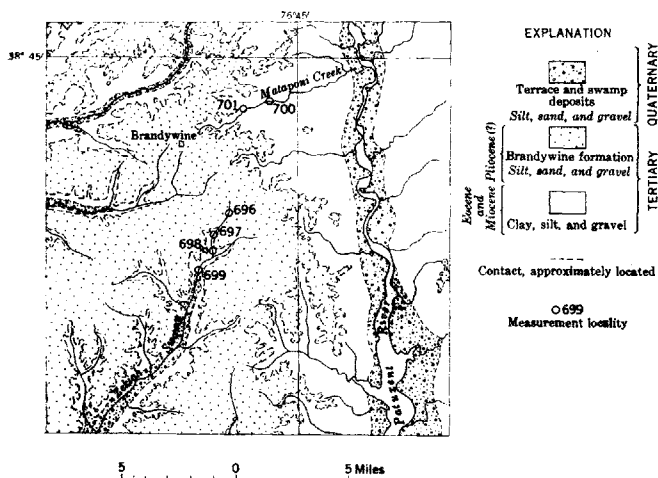 76°45′
38° 45′
Matapon̈i Creek
701
700
Brandywine
696
697
698
699
River
Patuxent
5 0 5 Miles
EXPLANATION
Terrace and swamp
deposits
Silt, sand, and gravel
QUATERNARY
Brandywine formation
Silt, sand, and gravel
Pliocene (?)
Clay, silt, and gravel
Eocene
and
Miocene
TERTIARY
Contact, approximately located
699
Measurement locality